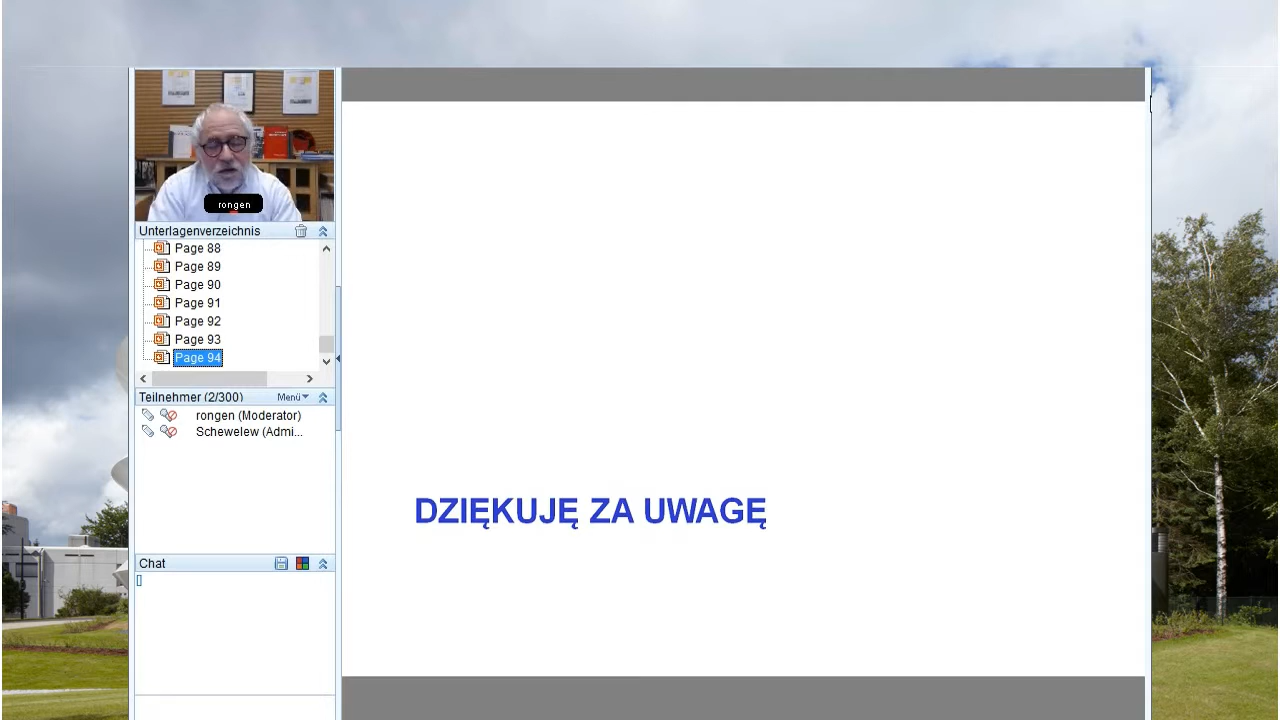 rongen
Unterlagenverzeichnis
Page 88
Page 89
Page 90
Page 91
Page 92
Page 93
Page 94
Teilnehmer (2/300) Menü
rongen (Moderator)
Schewelew (Admi...
Chat
DZIĘKUJĘ ZA UWAGĘ